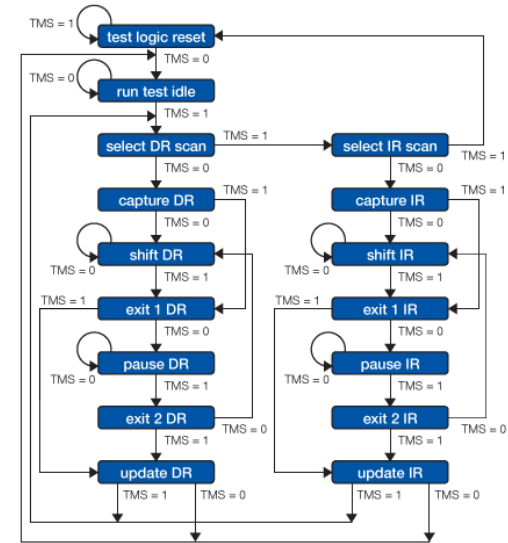 TMS = 1
test logic reset
TMS = 0
TMS = 0
run test idle
TMS = 1
select DR scan
TMS = 1
select IR scan
TMS = 1
TMS = 0
TMS = 0
capture DR
TMS = 1
capture IR
TMS = 1
TMS = 0
TMS = 0
shift DR
shift IR
TMS = 0
TMS = 1
TMS = 0
TMS = 1
TMS = 1
exit 1 DR
TMS = 1
exit 1 IR
TMS = 0
TMS = 0
pause DR
pause IR
TMS = 0
TMS = 1
TMS = 0
TMS = 1
exit 2 DR
TMS = 0
exit 2 IR
TMS = 0
TMS = 1
TMS = 1
update DR
update IR
TMS = 1
TMS = 0
TMS = 1
TMS = 0